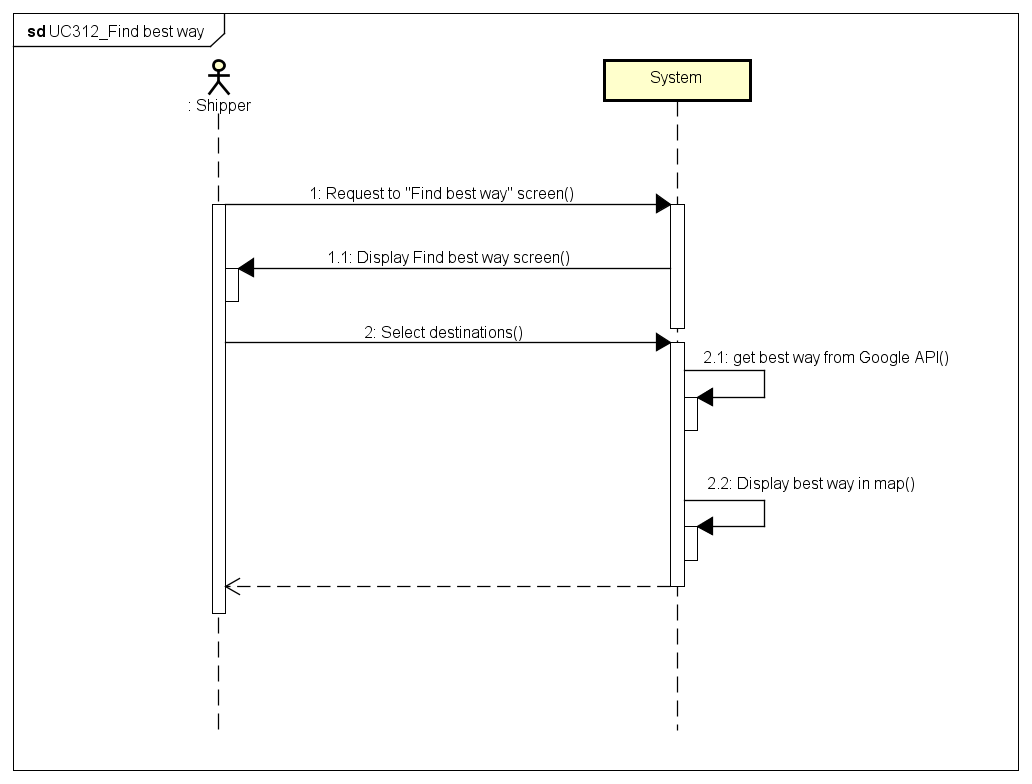 sd UC312_Find best way
: Shipper
System
1: Request to "Find best way" screen()
1.1: Display Find best way screen()
2: Select destinations()
2.1: get best way from Google API()
2.2: Display best way in map()